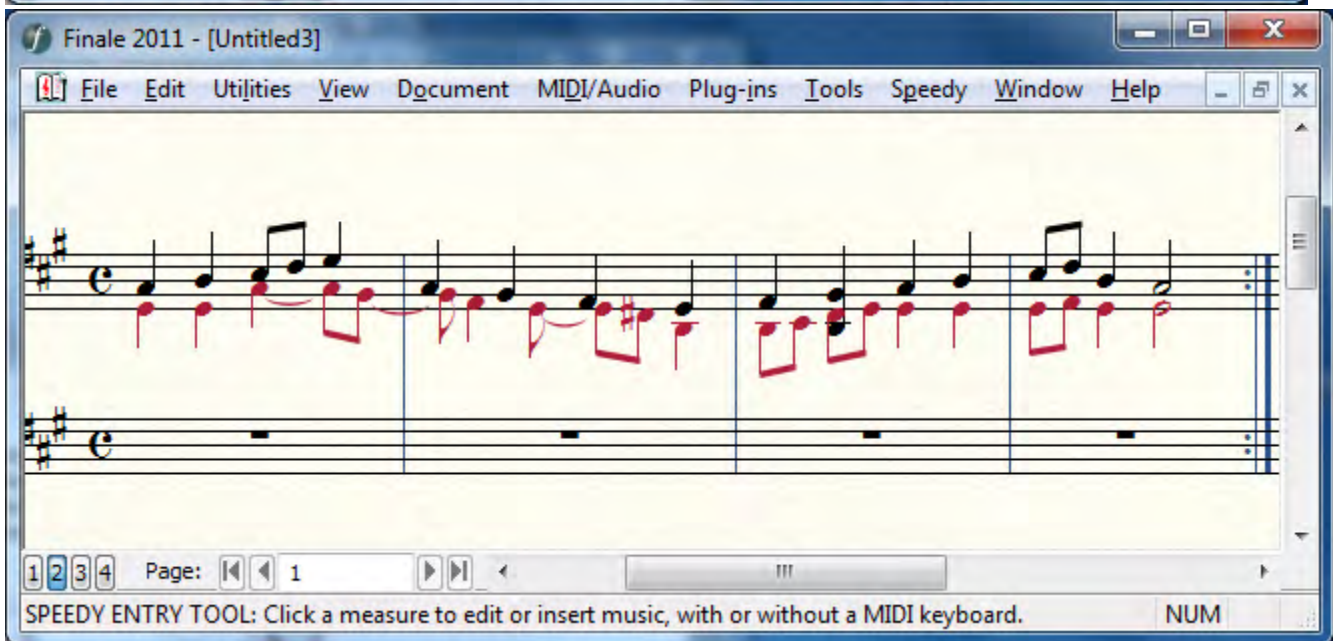 Finale 2011 - [Untitled3]
File Edit Utilities View Document MIDI/Audio Plug-ins Tools Speedy Window Help
1 2 3 4 Page: 1
SPEEDY ENTRY TOOL: Click a measure to edit or insert music, with or without a MIDI keyboard. NUM